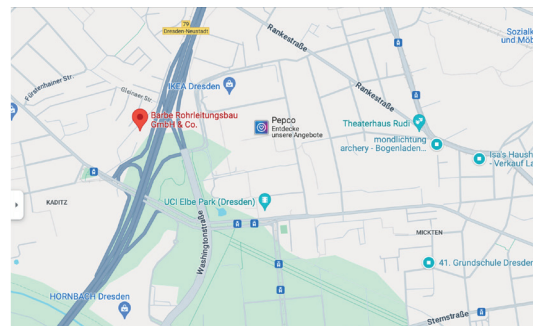 79
Dresden-Neustadt
Rankestraße
Sozialk
und Möb
Fürstenhainer Str.
Gleinaer Str.
IKEA Dresden
Barbe Rohrleitungsbau
GmbH & Co.
Pepco
Entdecke
unsere Angebote
Rankestraße
Theaterhaus Rudi
mondlichtung
archery - Bogenladen...
Isa's Haush
- Verkauf La
KADITZ
UCI Elbe Park (Dresden)
Washingtonstraße
MICKTEN
41. Grundschule Dresden
HORNBACH Dresden
Sternstraße